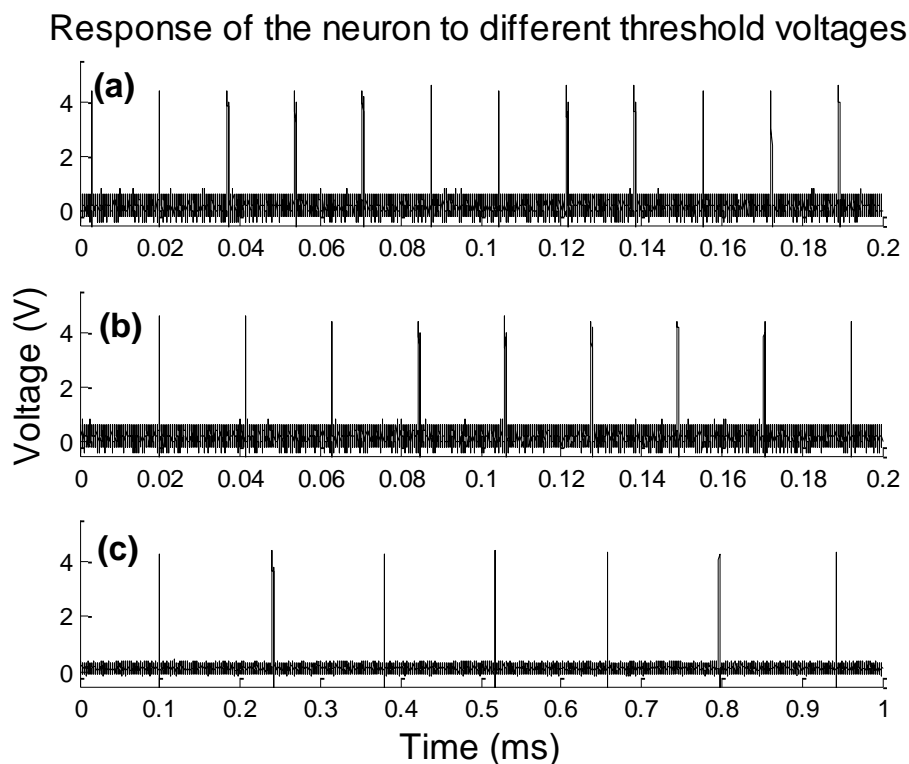 Response of the neuron to different threshold voltages
(a)
4
2
0
0 0.02 0.04 0.06 0.08 0.1 0.12 0.14 0.16 0.18 0.2
Voltage (V)
(b)
4
2
0
0 0.02 0.04 0.06 0.08 0.1 0.12 0.14 0.16 0.18 0.2
(c)
4
2
0
0 0.1 0.2 0.3 0.4 0.5 0.6 0.7 0.8 0.9 1
Time (ms)